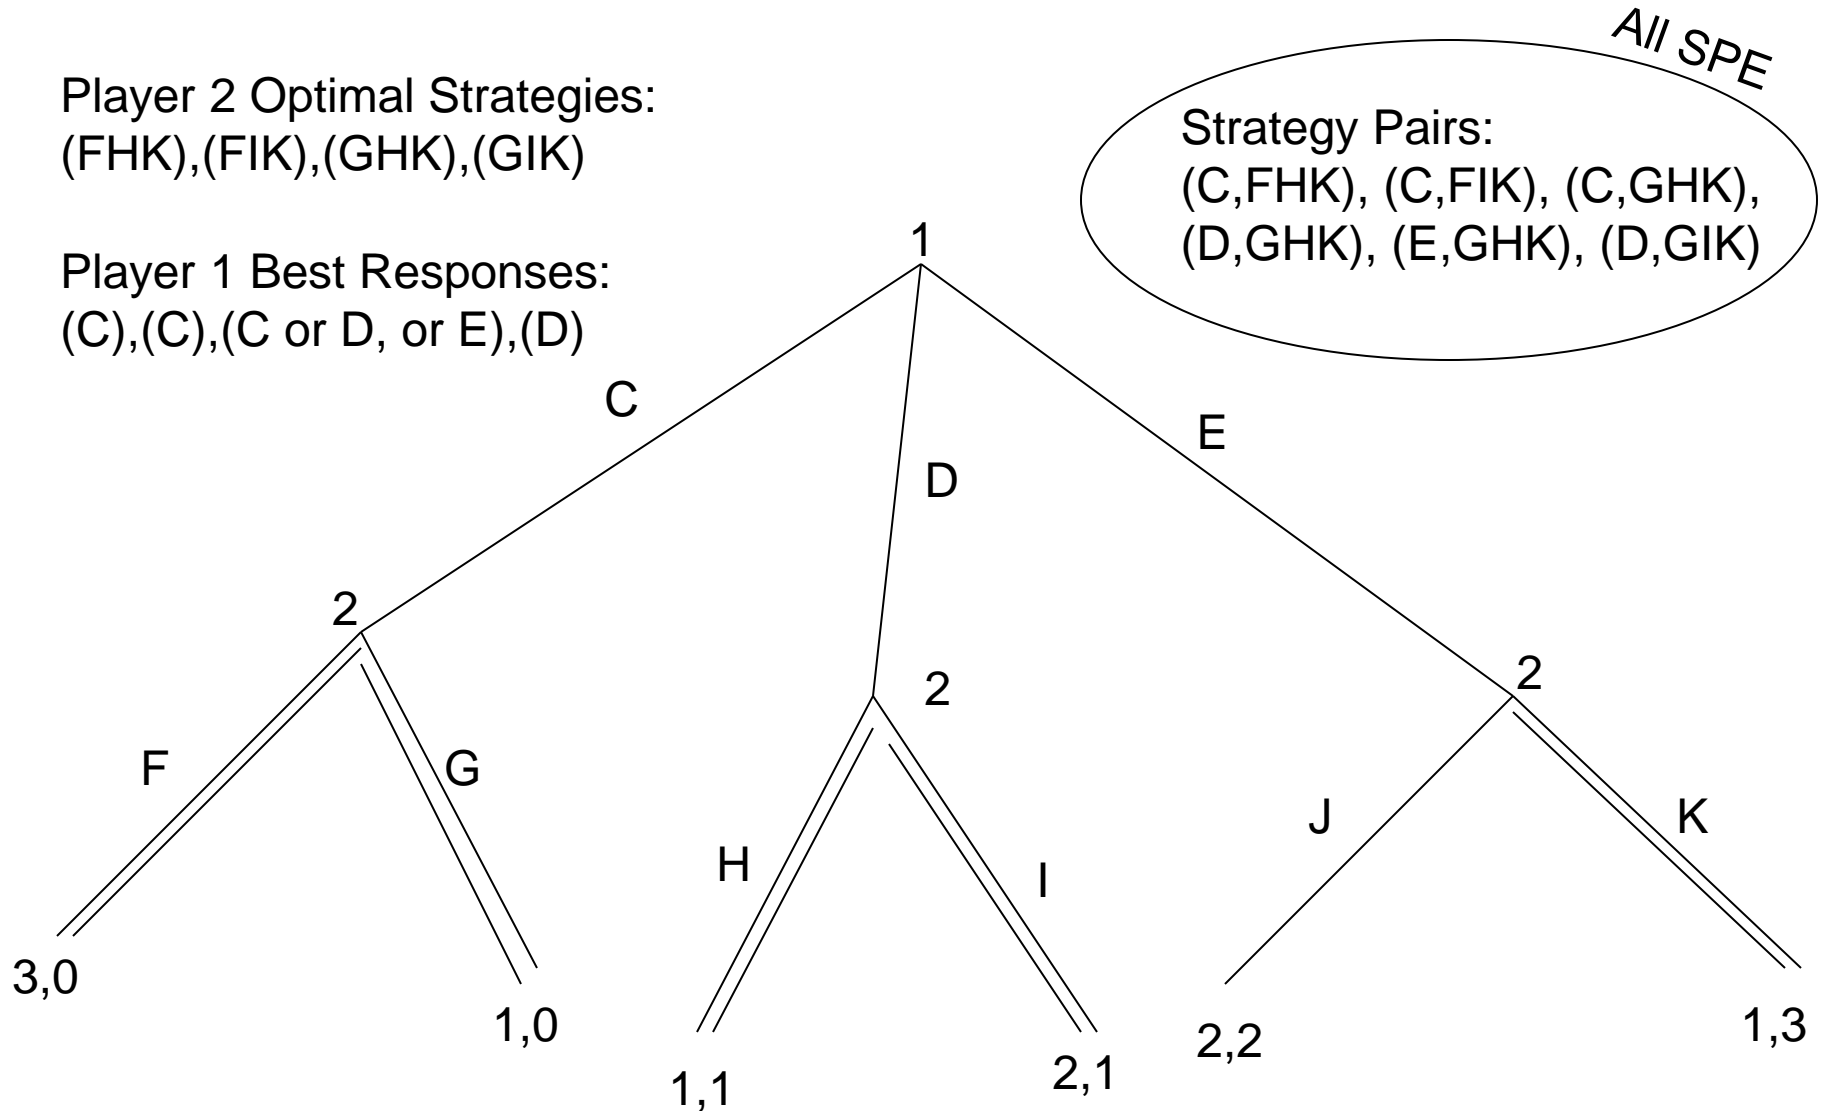 All SPE
Player 2 Optimal Strategies:
(FHK),(FIK),(GHK),(GIK)
Strategy Pairs:
(C,FHK), (C,FIK), (C,GHK),
(D,GHK), (E,GHK), (D,GIK)
Player 1 Best Responses:
(C),(C),(C or D, or E),(D)
1
C
D
E
2
2
2
F
G
H
I
J
K
3,0
1,0
1,1
2,1
2,2
1,3